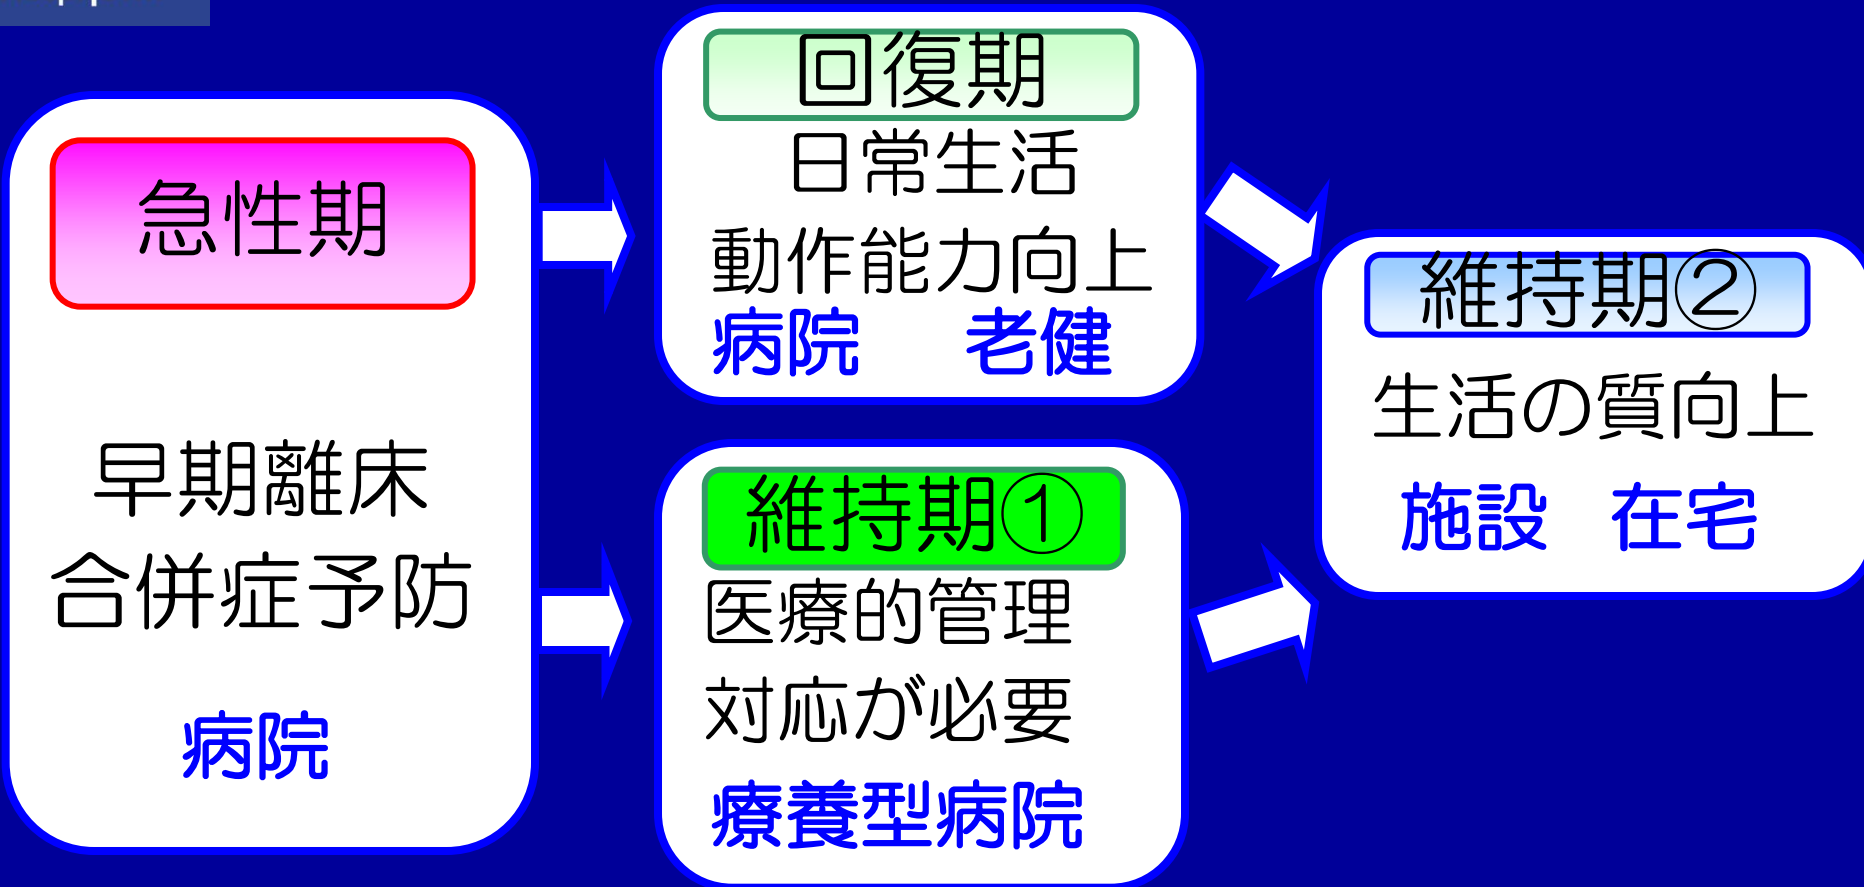 急性期
早期離床
合併症予防
病院
回復期
日常生活
動作能力向上
病院　老健
維持期①
医療的管理
対応が必要
療養型病院
維持期②
生活の質向上
施設　在宅